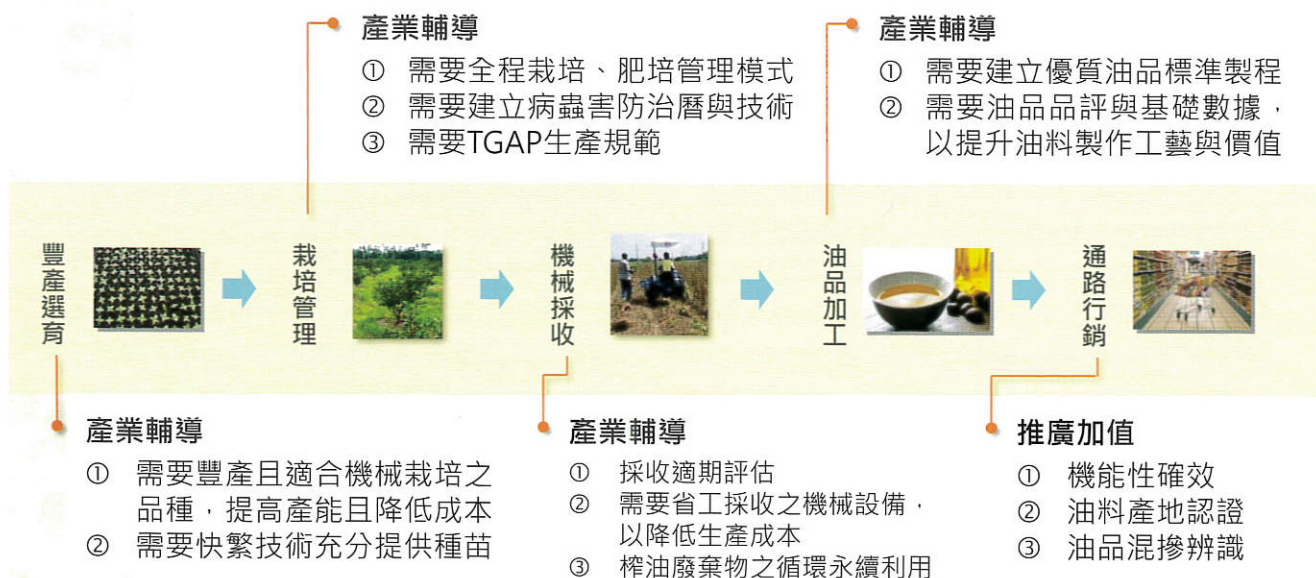 產業輔導
① 需要全程栽培、肥培管理模式
② 需要建立病蟲害防治曆與技術
③ 需要TGAP生產規範
產業輔導
① 需要建立優質油品標準製程
② 需要油品品評與基礎數據，
以提升油料製作工藝與價值
豐產選育
栽培管理
機械採收
油品加工
通路行銷
產業輔導
① 需要豐產且適合機械栽培之
品種，提高產能且降低成本
② 需要快繁技術充分提供種苗
產業輔導
① 採收適期評估
② 需要省工採收之機械設備，
以降低生產成本
③ 榨油廢棄物之循環永續利用
推廣加值
① 機能性確效
② 油料產地認證
③ 油品混摻辨識